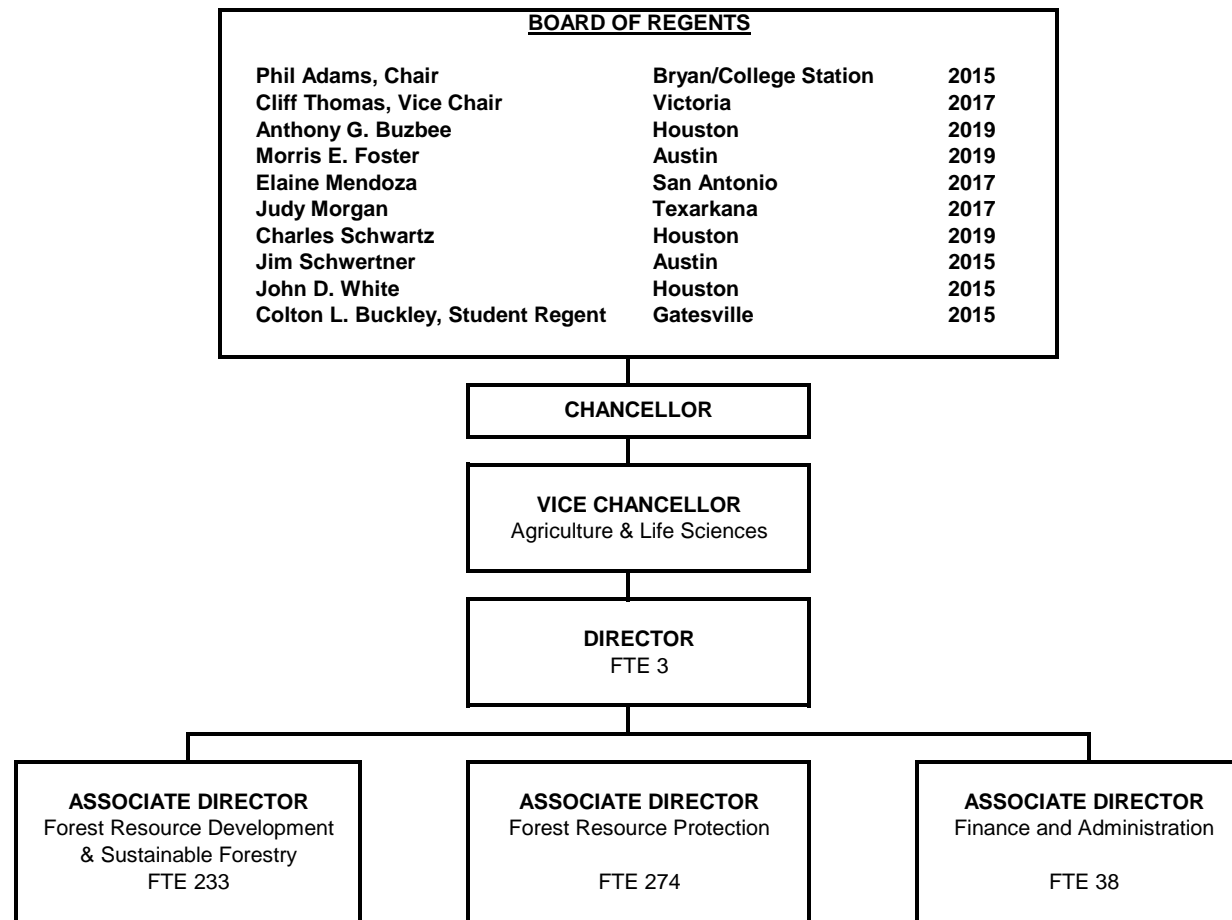 BOARD OF REGENTS
Phil Adams, Chair Bryan/College Station 2015
Cliff Thomas, Vice Chair Victoria 2017
Anthony G. Buzbee Houston 2019
Morris E. Foster Austin 2019
Elaine Mendoza San Antonio 2017
Judy Morgan Texarkana 2017
Charles Schwartz Houston 2019
Jim Schwertner Austin 2015
John D. White Houston 2015
Colton L. Buckley, Student Regent Gatesville 2015
CHANCELLOR
VICE CHANCELLOR
Agriculture & Life Sciences
DIRECTOR
FTE 3
ASSOCIATE DIRECTOR
Forest Resource Development
& Sustainable Forestry
FTE 233
ASSOCIATE DIRECTOR
Forest Resource Protection
FTE 274
ASSOCIATE DIRECTOR
Finance and Administration
FTE 38